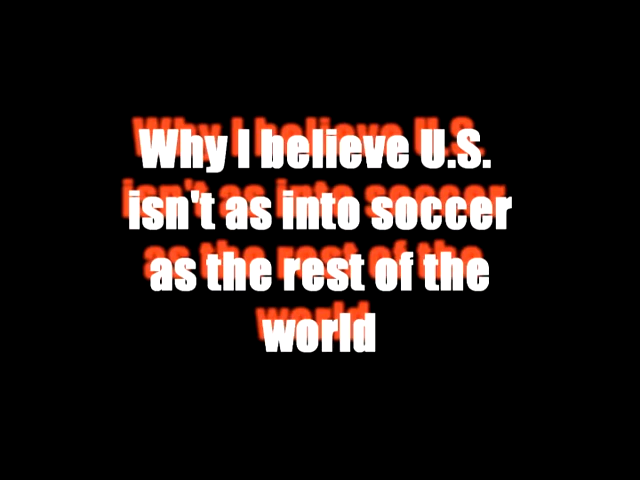 Why I believe U.S.
isn't as into soccer
as the rest of the
world